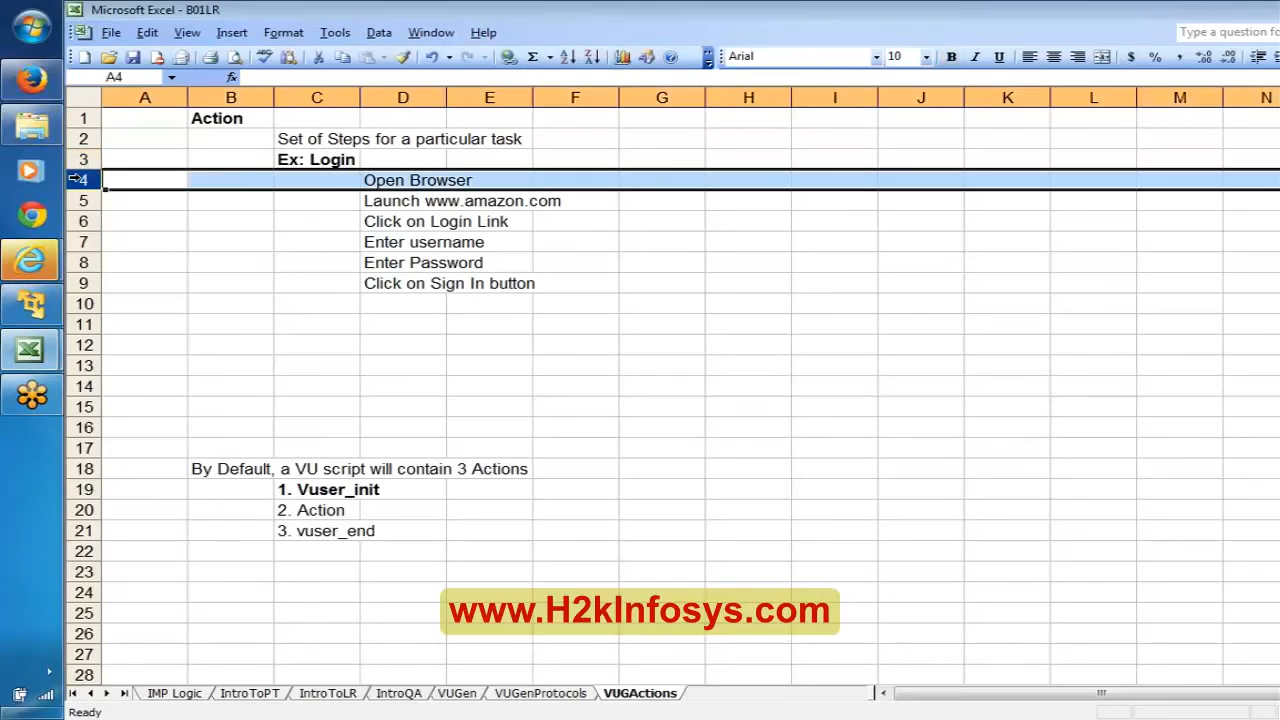 Microsoft Excel - B01LR
File Edit View Insert Format Tools Data Window Help
Type a question fo
Arial 10 B I U $ % ,
A4 fx
A B C D E F G H I J K L M N
1 Action
2 Set of Steps for a particular task
3 Ex: Login
4 Open Browser
5 Launch www.amazon.com
6 Click on Login Link
7 Enter username
8 Enter Password
9 Click on Sign In button
10
11
12
13
14
15
16
17
18 By Default, a VU script will contain 3 Actions
19 1. Vuser_init
20 2. Action
21 3. vuser_end
22
23
24
25
www.H2kInfosys.com
26
27
28
IMP Logic IntroToPT IntroToLR IntroQA VUGen VUGenProtocols VUGActions
Ready